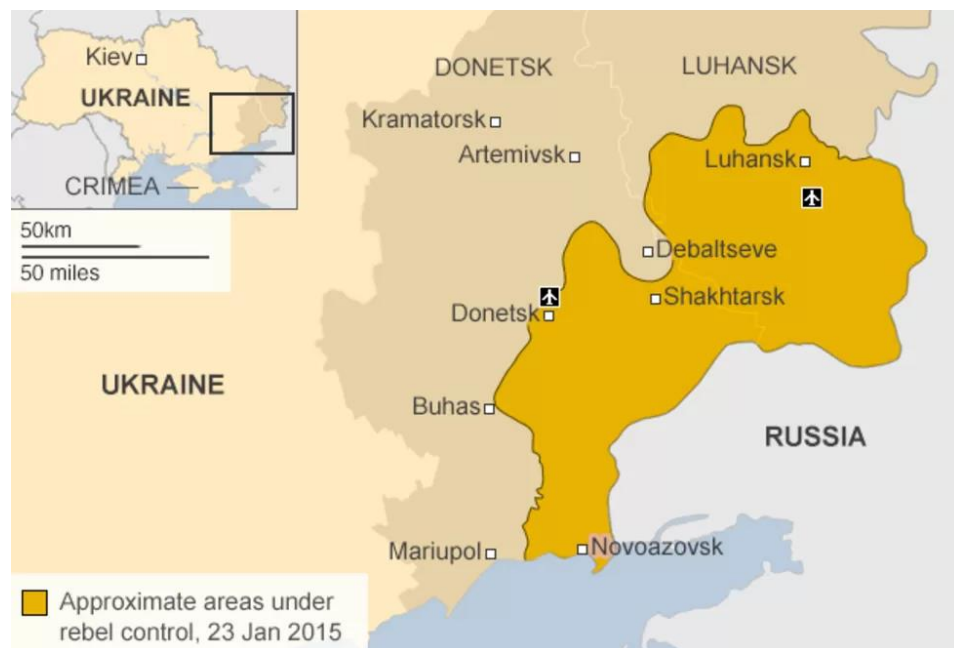 Kiev
UKRAINE
CRIMEA
50km
50 miles
DONETSK
LUHANSK
Kramatorsk
Artemivsk
Luhansk
Debaltseve
Shakhtarsk
Donetsk
UKRAINE
Buhas
RUSSIA
Mariupol
Novoazovsk
Approximate areas under
rebel control, 23 Jan 2015